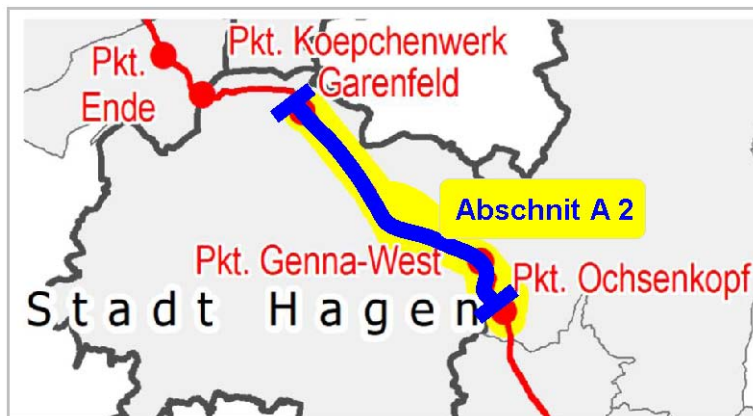 Pkt. Koepchenwerk
Garenfeld
Pkt.
Ende
Abschnit A 2
Pkt. Genna-West
Pkt. Ochsenkopf
Stadt Hagen